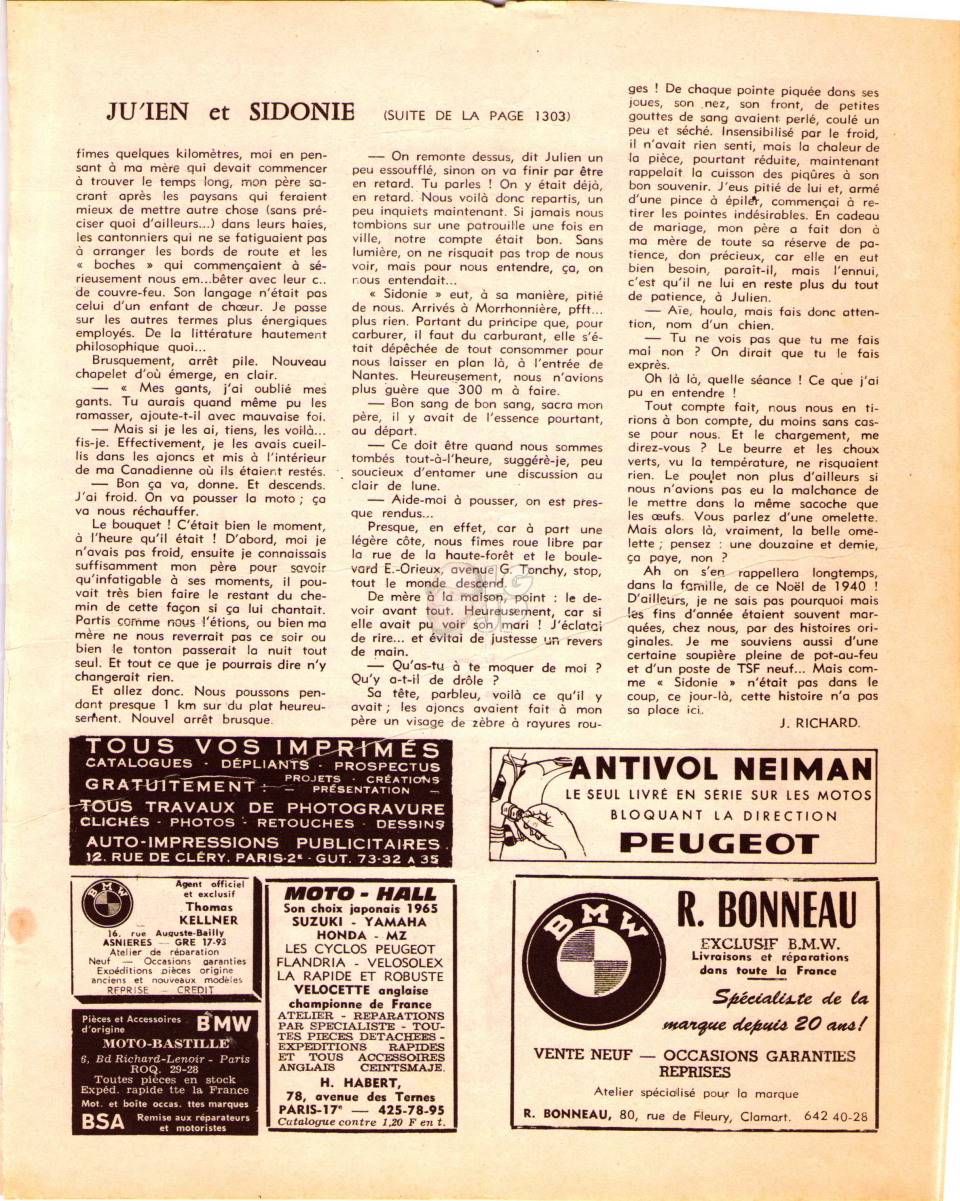 JU'IEN et SIDONIE (SUITE DE LA PAGE 1303)
fîmes quelques kilomètres, moi en pen-
sant à ma mère qui devait commencer
à trouver le temps long, mon père sa-
crant après les paysans qui feraient
mieux de mettre autre chose (sans pré-
ciser quoi d'ailleurs...) dans leurs haies,
les cantonniers qui ne se fatiguaient pas
à arranger les bords de route et les
« boches » qui commençaient à sé-
rieusement nous em...bêter avec leur c..
de couvre-feu. Son langage n'était pas
celui d'un enfant de chœur. Je passe
sur les autres termes plus énergiques
employés. De la littérature hautement
philosophique quoi...
Brusquement, arrêt pile. Nouveau
chapelet d'où émerge, en clair.
— « Mes gants, j'ai oublié mes
gants. Tu aurais quand même pu les
ramasser, ajoute-t-il avec mauvaise foi.
— Mais si je les ai, tiens, les voilà...
fis-je. Effectivement, je les avais cueil-
lis dans les ajoncs et mis à l'intérieur
de ma Canadienne où ils étaient restés.
— Bon ça va, donne. Et descends.
J'ai froid. On va pousser la moto ; ça
va nous réchauffer.
Le bouquet ! C'était bien le moment,
à l'heure qu'il était ! D'abord, moi je
n'avais pas froid, ensuite je connaissais
suffisamment mon père pour savoir
qu'infatigable à ses moments, il pou-
vait très bien faire le restant du che-
min de cette façon si ça lui chantait.
Partis comme nous l'étions, ou bien ma
mère ne nous reverrait pas ce soir ou
bien le tonton passerait la nuit tout
seul. Et tout ce que je pourrais dire n'y
changerait rien.
Et allez donc. Nous poussons pen-
dant presque 1 km sur du plat heureu-
sement. Nouvel arrêt brusque.
— On remonte dessus, dit Julien un
peu essoufflé, sinon on va finir par être
en retard. Tu parles ! On y était déjà,
en retard. Nous voilà donc repartis, un
peu inquiets maintenant. Si jamais nous
tombions sur une patrouille une fois en
ville, notre compte était bon. Sans
lumière, on ne risquait pas trop de nous
voir, mais pour nous entendre, ça, on
nous entendait...
« Sidonie » eut, à sa manière, pitié
de nous. Arrivés à Morrhonnière, pfft...
plus rien. Partant du principe que, pour
carburer, il faut du carburant, elle s'é-
tait dépêchée de tout consommer pour
nous laisser en plan là, à l'entrée de
Nantes. Heureusement, nous n'avions
plus guère que 300 m à faire.
— Bon sang de bon sang, sacra mon
père, il y avait de l'essence pourtant,
au départ.
— Ce doit être quand nous sommes
tombés tout-à-l'heure, suggéré-je, peu
soucieux d'entamer une discussion au
clair de lune.
— Aide-moi à pousser, on est pres-
que rendus...
Presque, en effet, car à part une
légère côte, nous fîmes roue libre par
la rue de la haute-forêt et le boule-
vard E.-Orieux, avenue G. Tonchy, stop,
tout le monde descend.
De mère à la maison, point : le de-
voir avant tout. Heureusement, car si
elle avait pu voir son mari ! J'éclatai
de rire... et évitai de justesse un revers
de main.
— Qu'as-tu à te moquer de moi ?
Qu'y a-t-il de drôle ?
Sa tête, parbleu, voilà ce qu'il y
avait ; les ajoncs avaient fait à mon
père un visage de zèbre à rayures rou-
ges ! De chaque pointe piquée dans ses
joues, son nez, son front, de petites
gouttes de sang avaient perlé, coulé un
peu et séché. Insensibilisé par le froid,
il n'avait rien senti, mais la chaleur de
la pièce, pourtant réduite, maintenant
rappelait la cuisson des piqûres à son
bon souvenir. J'eus pitié de lui et, armé
d'une pince à épiler, commençai à re-
tirer les pointes indésirables. En cadeau
de mariage, mon père a fait don à
ma mère de toute sa réserve de pa-
tience, don précieux, car elle en eut
bien besoin, paraît-il, mais l'ennui,
c'est qu'il ne lui en reste plus du tout
de patience, à Julien.
— Aïe, houla, mais fais donc atten-
tion, nom d'un chien.
— Tu ne vois pas que tu me fais
mal non ? On dirait que tu le fais
exprès.
Oh là là, quelle séance ! Ce que j'ai
pu en entendre !
Tout compte fait, nous nous en ti-
rions à bon compte, du moins sans cas-
se pour nous. Et le chargement, me
direz-vous ? Le beurre et les choux
verts, vu la température, ne risquaient
rien. Le poulet non plus d'ailleurs si
nous n'avions pas eu la malchance de
le mettre dans la même sacoche que
les œufs. Vous parlez d'une omelette.
Mais alors là, vraiment, la belle ome-
lette ; pensez : une douzaine et demie,
ça paye, non ?
Ah on s'en rappellera longtemps,
dans la famille, de ce Noël de 1940 !
D'ailleurs, je ne sais pas pourquoi mais
les fins d'année étaient souvent mar-
quées, chez nous, par des histoires ori-
ginales. Je me souviens aussi d'une
certaine soupière pleine de pot-au-feu
et d'un poste de TSF neuf... Mais com-
me « Sidonie » n'était pas dans le
coup, ce jour-là, cette histoire n'a pas
sa place ici.
J. RICHARD.
TOUS VOS IMPRIMÉS
CATALOGUES - DÉPLIANTS - PROSPECTUS
GRATUITEMENT : — PROJETS - CRÉATIONS
PRÉSENTATION —
TOUS TRAVAUX DE PHOTOGRAVURE
CLICHÉS - PHOTOS - RETOUCHES - DESSINS
AUTO-IMPRESSIONS PUBLICITAIRES
12, RUE DE CLÉRY, PARIS-2e - GUT. 73-32 A 35
ANTIVOL NEIMAN
LE SEUL LIVRÉ EN SÉRIE SUR LES MOTOS
BLOQUANT LA DIRECTION
PEUGEOT
BMW
Agent officiel
et exclusif
Thomas
KELLNER
16, rue Auguste-Bailly
ASNIERES — GRE 17-93
Atelier de réparation
Neuf — Occasions garanties
Expéditions pièces origine
anciens et nouveaux modèles
REPRISE — CREDIT
Pièces et Accessoires
d'origine BMW
MOTO-BASTILLE
6, Bd Richard-Lenoir - Paris
ROQ. 29-28
Toutes pièces en stock
Expéd. rapide tte la France
Mot. et boîte occas. ttes marques
BSA Remise aux réparateurs
et motoristes
MOTO - HALL
Son choix japonais 1965
SUZUKI - YAMAHA
HONDA - MZ
LES CYCLOS PEUGEOT
FLANDRIA - VELOSOLEX
LA RAPIDE ET ROBUSTE
VELOCETTE anglaise
championne de France
ATELIER - REPARATIONS
PAR SPECIALISTE - TOU-
TES PIECES DETACHEES -
EXPEDITIONS RAPIDES
ET TOUS ACCESSOIRES
ANGLAIS CEINTSMAJE.
H. HABERT,
78, avenue des Ternes
PARIS-17e — 425-78-95
Catalogue contre 1,20 F en t.
BMW
R. BONNEAU
EXCLUSIF B.M.W.
Livraisons et réparations
dans toute la France
Spécialiste de la
marque depuis 20 ans!
VENTE NEUF — OCCASIONS GARANTIES
REPRISES
Atelier spécialisé pour la marque
R. BONNEAU, 80, rue de Fleury, Clamart. 642 40-28